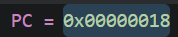 PC = 0x00000018